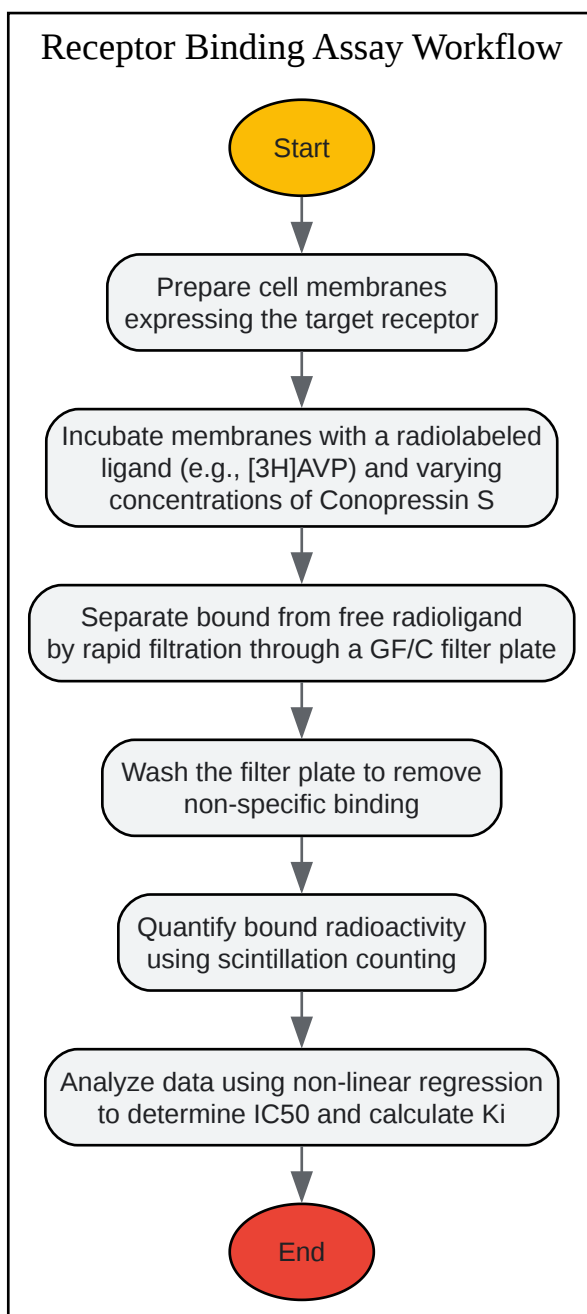 Receptor Binding Assay Workflow
Start
Prepare cell membranes
expressing the target receptor
Incubate membranes with a radiolabeled
ligand (e.g., [3H]AVP) and varying
concentrations of Conopressin S
Separate bound from free radioligand
by rapid filtration through a GF/C filter plate
Wash the filter plate to remove
non-specific binding
Quantify bound radioactivity
using scintillation counting
Analyze data using non-linear regression
to determine IC50 and calculate Ki
End